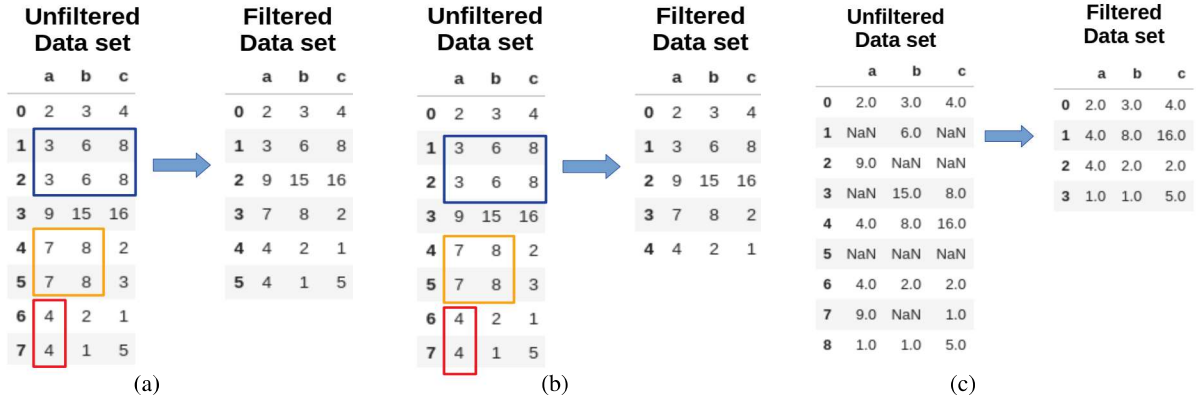 Unfiltered
Data set
a b c
0 2 3 4
1 3 6 8
2 3 6 8
3 9 15 16
4 7 8 2
5 7 8 3
6 4 2 1
7 4 1 5
Filtered
Data set
a b c
0 2 3 4
1 3 6 8
2 9 15 16
3 7 8 2
4 4 2 1
5 4 1 5
(a)
Unfiltered
Data set
a b c
0 2 3 4
1 3 6 8
2 3 6 8
3 9 15 16
4 7 8 2
5 7 8 3
6 4 2 1
7 4 1 5
Filtered
Data set
a b c
0 2 3 4
1 3 6 8
2 9 15 16
3 7 8 2
4 4 2 1
(b)
Unfiltered
Data set
a b c
0 2.0 3.0 4.0
1 NaN 6.0 NaN
2 9.0 NaN NaN
3 NaN 15.0 8.0
4 4.0 8.0 16.0
5 NaN NaN NaN
6 4.0 2.0 2.0
7 9.0 NaN 1.0
8 1.0 1.0 5.0
Filtered
Data set
a b c
0 2.0 3.0 4.0
1 4.0 8.0 16.0
2 4.0 2.0 2.0
3 1.0 1.0 5.0
(c)